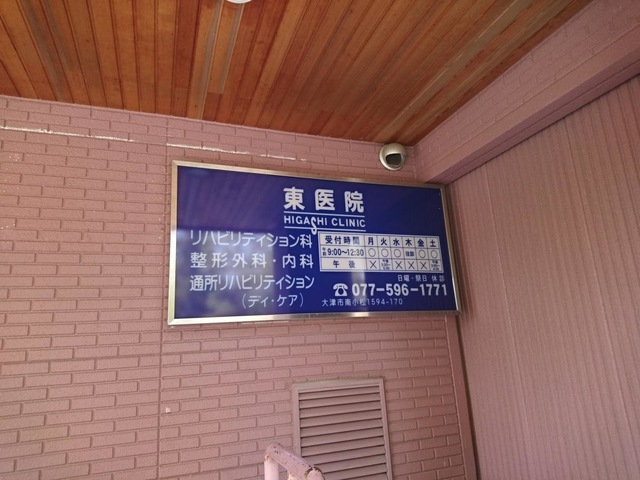 東医院
HIGASHI CLINIC
リハビリティション科
整形外科・内科
通所リハビリティション
(ディ・ケア)
受付時間 月 火 水 木 金 土
9:00〜12:30 ○ ○ ○ ○ ○
午後 × ×
日曜・祭日 休診
☎077-596-1771
大津市南小松1594-170